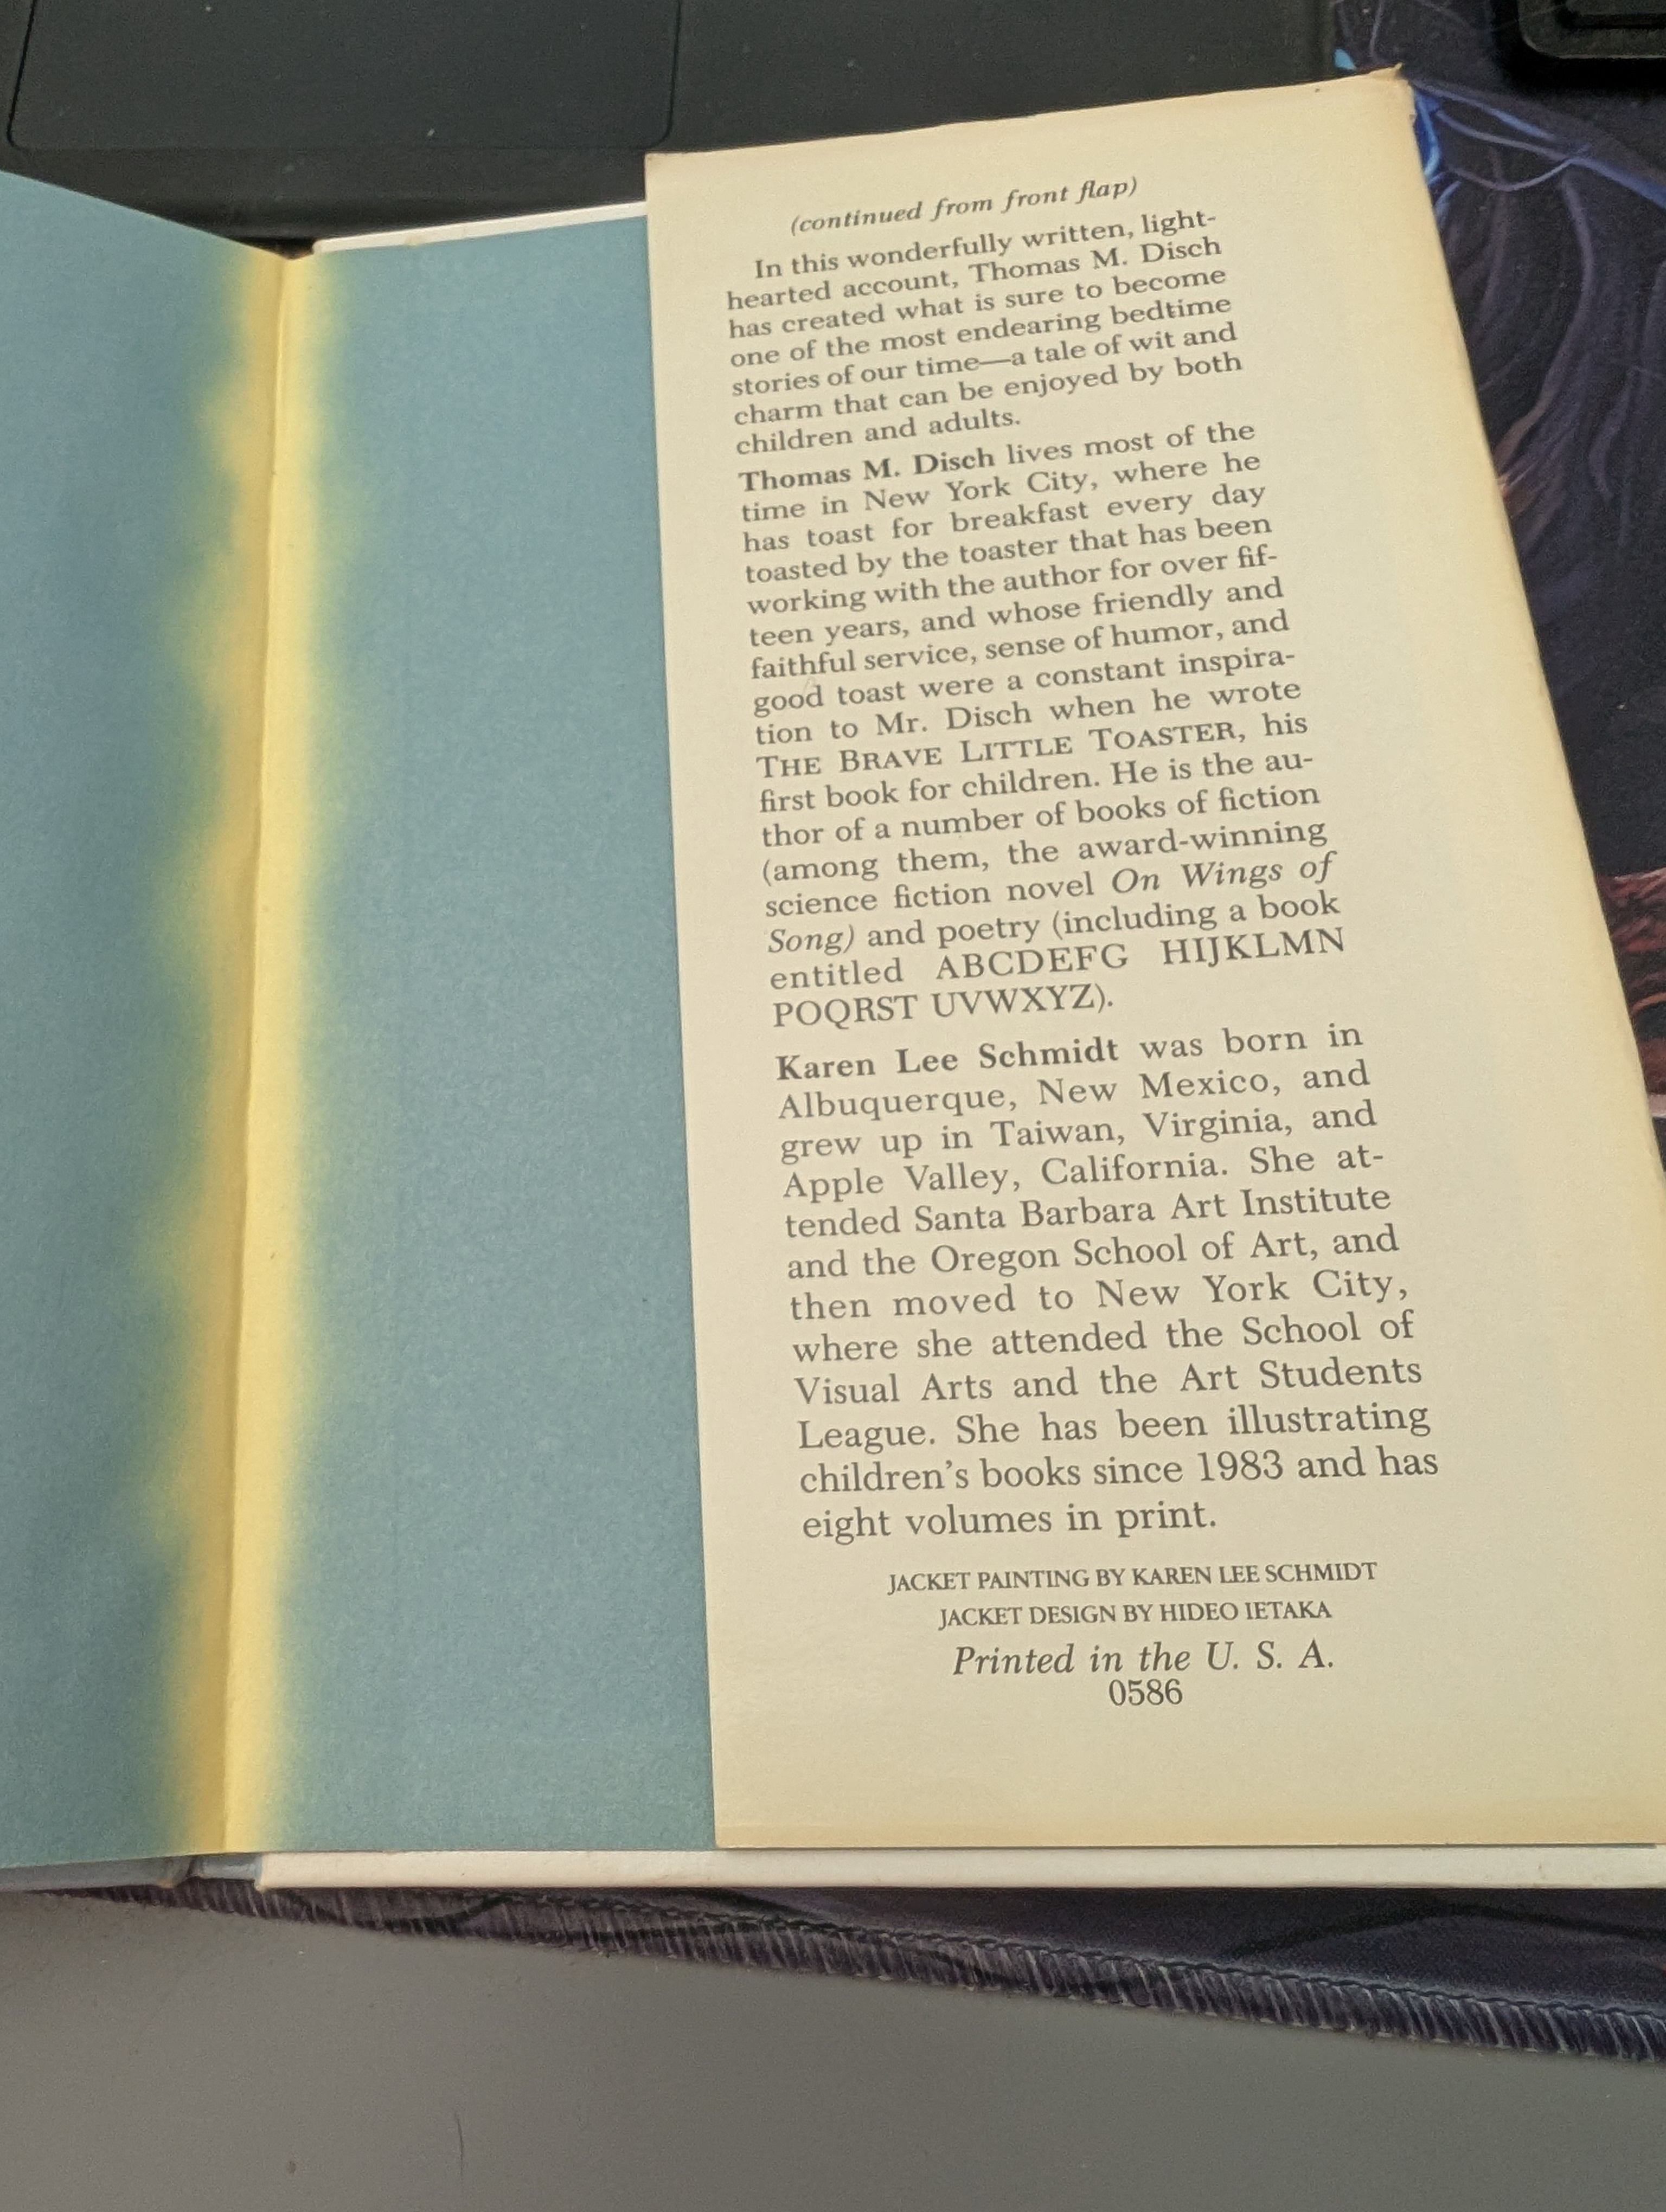 (continued from front flap)
In this wonderfully written, light-
hearted account, Thomas M. Disch
has created what is sure to become
one of the most endearing bedtime
stories of our time—a tale of wit and
charm that can be enjoyed by both
children and adults.
Thomas M. Disch lives most of the
time in New York City, where he
has toast for breakfast every day
toasted by the toaster that has been
working with the author for over fif-
teen years, and whose friendly and
faithful service, sense of humor, and
good toast were a constant inspira-
tion to Mr. Disch when he wrote
THE BRAVE LITTLE TOASTER, his
first book for children. He is the au-
thor of a number of books of fiction
(among them, the award-winning
science fiction novel On Wings of
Song) and poetry (including a book
entitled ABCDEFG HIJKLMN
POQRST UVWXYZ).
Karen Lee Schmidt was born in
Albuquerque, New Mexico, and
grew up in Taiwan, Virginia, and
Apple Valley, California. She at-
tended Santa Barbara Art Institute
and the Oregon School of Art, and
then moved to New York City,
where she attended the School of
Visual Arts and the Art Students
League. She has been illustrating
children's books since 1983 and has
eight volumes in print.
JACKET PAINTING BY KAREN LEE SCHMIDT
JACKET DESIGN BY HIDEO IETAKA
Printed in the U. S. A.
0586